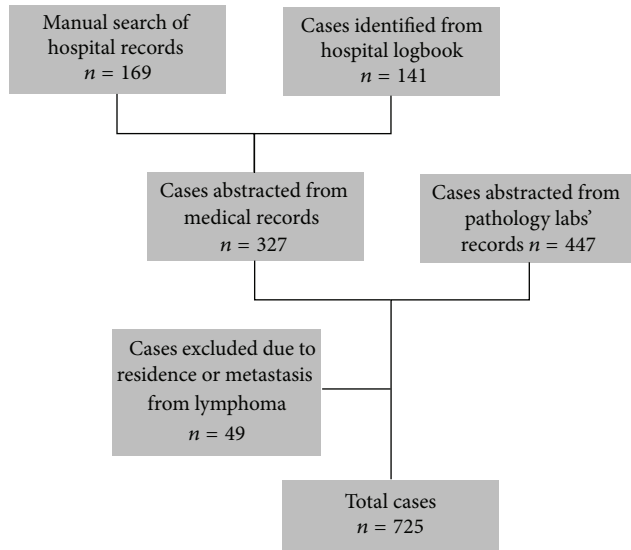 Manual search of
hospital records
n = 169
Cases identified from
hospital logbook
n = 141
Cases abstracted from
medical records
n = 327
Cases abstracted from
pathology labs'
records n = 447
Cases excluded due to
residence or metastasis
from lymphoma
n = 49
Total cases
n = 725